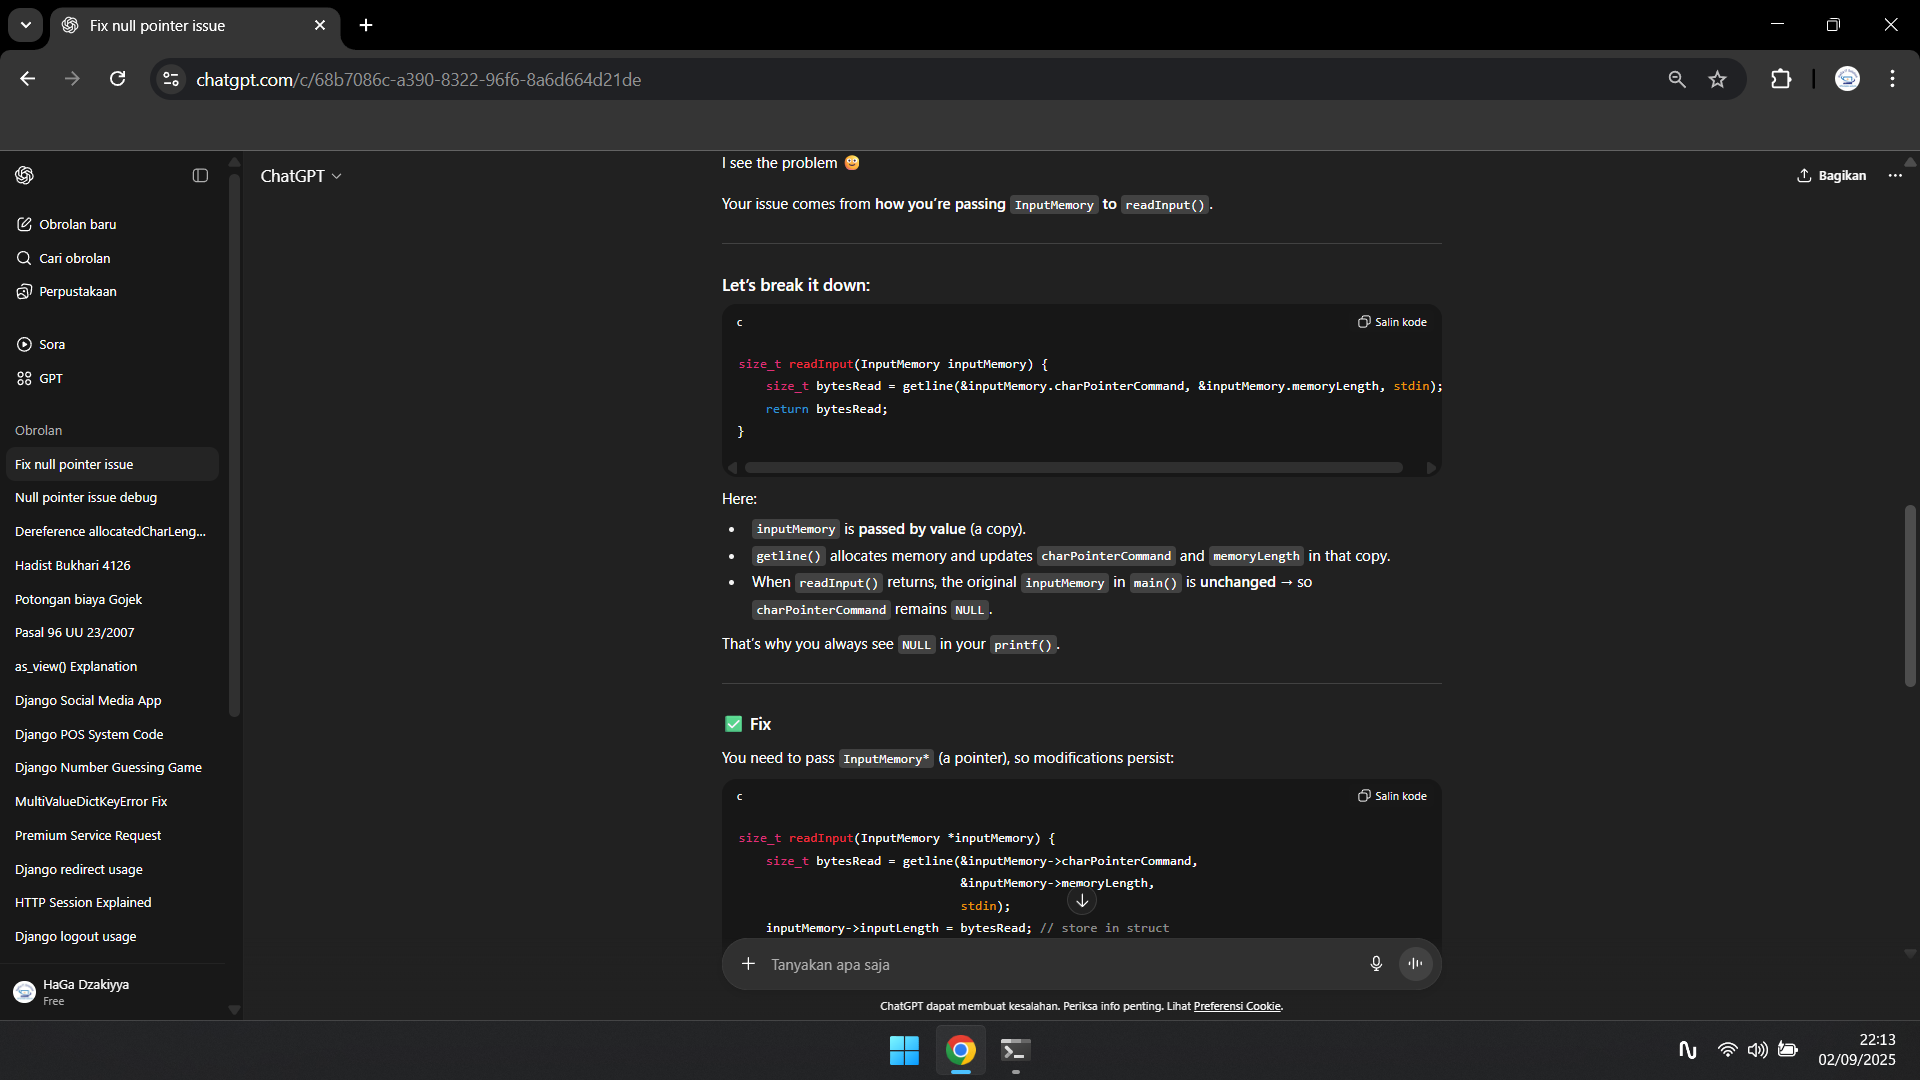 Fix null pointer issue
chatgpt.com/c/68b7086c-a390-8322-96f6-8a6d664d21de
Obrolan baru
Cari obrolan
Perpustakaan
Sora
GPT
Obrolan
Fix null pointer issue
Null pointer issue debug
Dereference allocatedCharLeng...
Hadist Bukhari 4126
Potongan biaya Gojek
Pasal 96 UU 23/2007
as_view() Explanation
Django Social Media App
Django POS System Code
Django Number Guessing Game
MultiValueDictKeyError Fix
Premium Service Request
Django redirect usage
HTTP Session Explained
Django logout usage
HaGa Dzakiyya
Free
ChatGPT
Bagikan
I see the problem 😃
Your issue comes from how you’re passing InputMemory to readInput().
Let’s break it down:
c
Salin kode
size_t readInput(InputMemory inputMemory) {
size_t bytesRead = getline(&inputMemory.charPointerCommand, &inputMemory.memoryLength, stdin);
return bytesRead;
}
Here:
• inputMemory is passed by value (a copy).
• getline() allocates memory and updates charPointerCommand and memoryLength in that copy.
• When readInput() returns, the original inputMemory in main() is unchanged → so
charPointerCommand remains NULL.
That’s why you always see NULL in your printf().
✅ Fix
You need to pass InputMemory* (a pointer), so modifications persist:
c
Salin kode
size_t readInput(InputMemory *inputMemory) {
size_t bytesRead = getline(&inputMemory->charPointerCommand,
&inputMemory->memoryLength,
stdin);
inputMemory->inputLength = bytesRead; // store in struct
Tanyakan apa saja
ChatGPT dapat membuat kesalahan. Periksa info penting. Lihat Preferensi Cookie.
22:13
02/09/2025